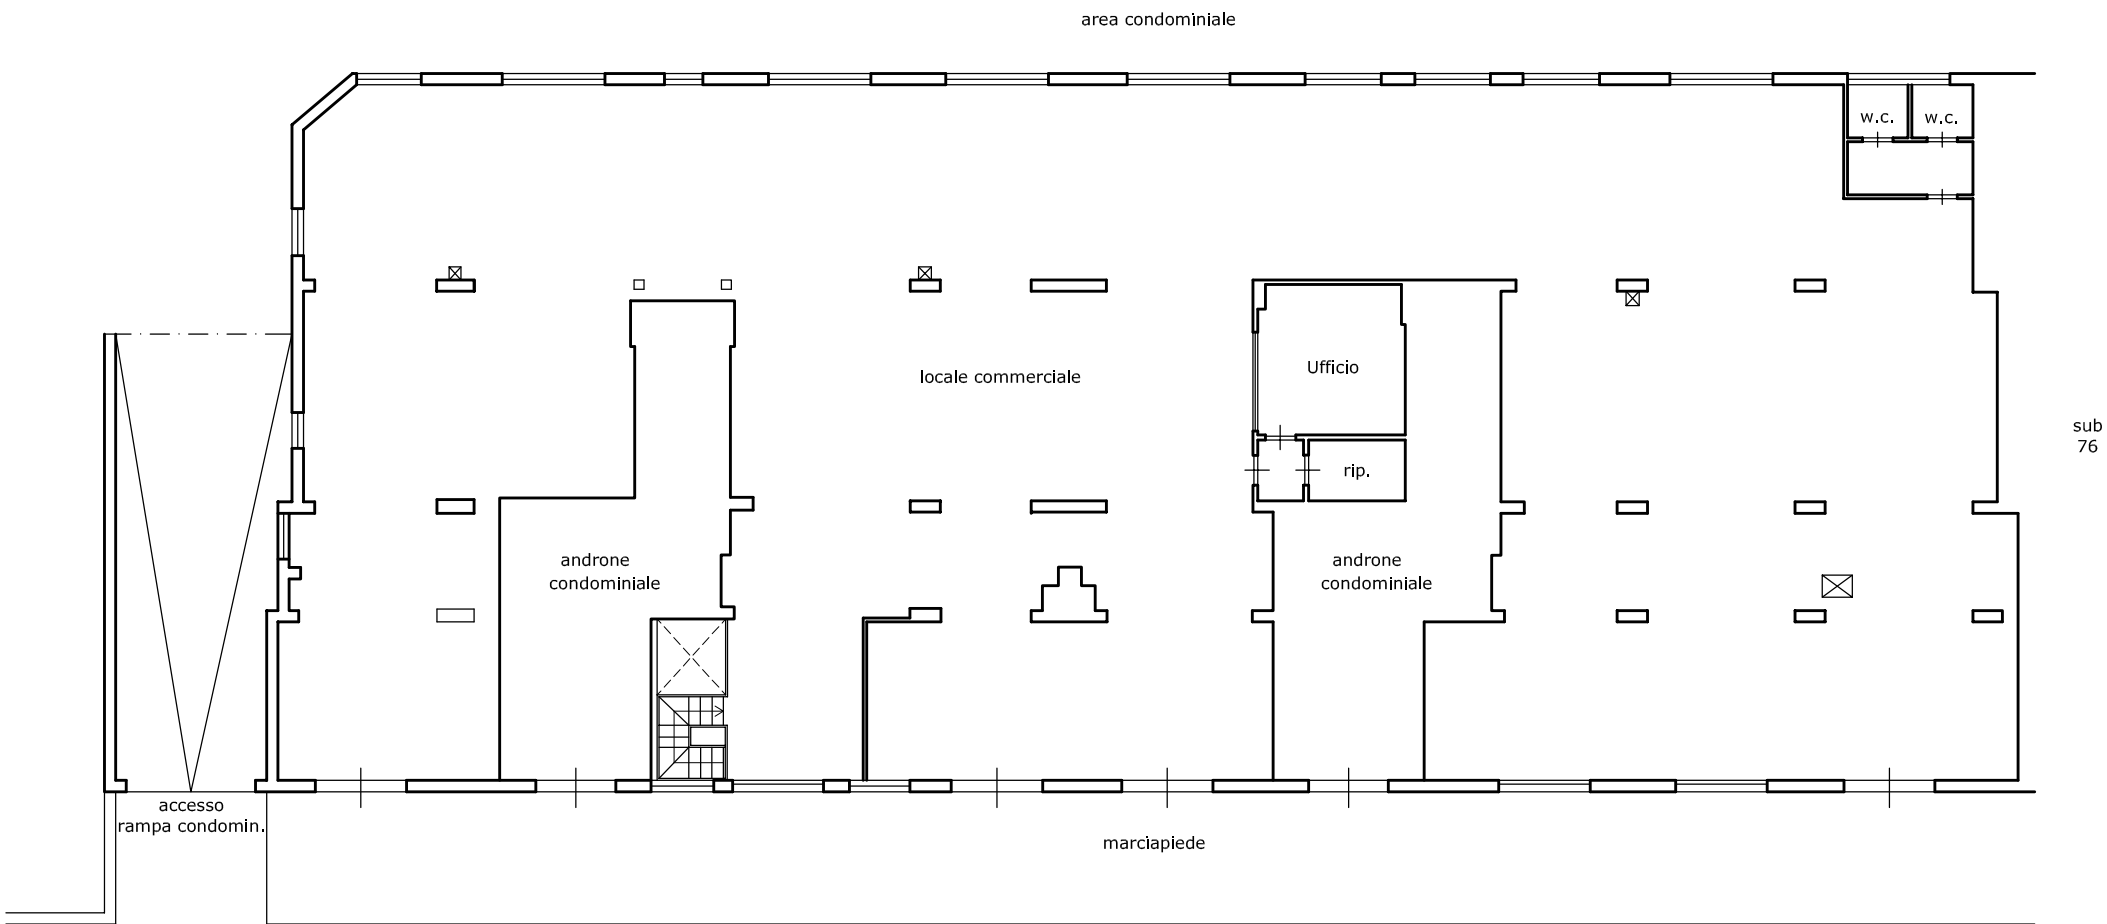 area condominiale
w.c.
w.c.
locale commerciale
Ufficio
sub
76
rip.
androne
condominiale
androne
condominiale
accesso
rampa condomin.
marciapiede